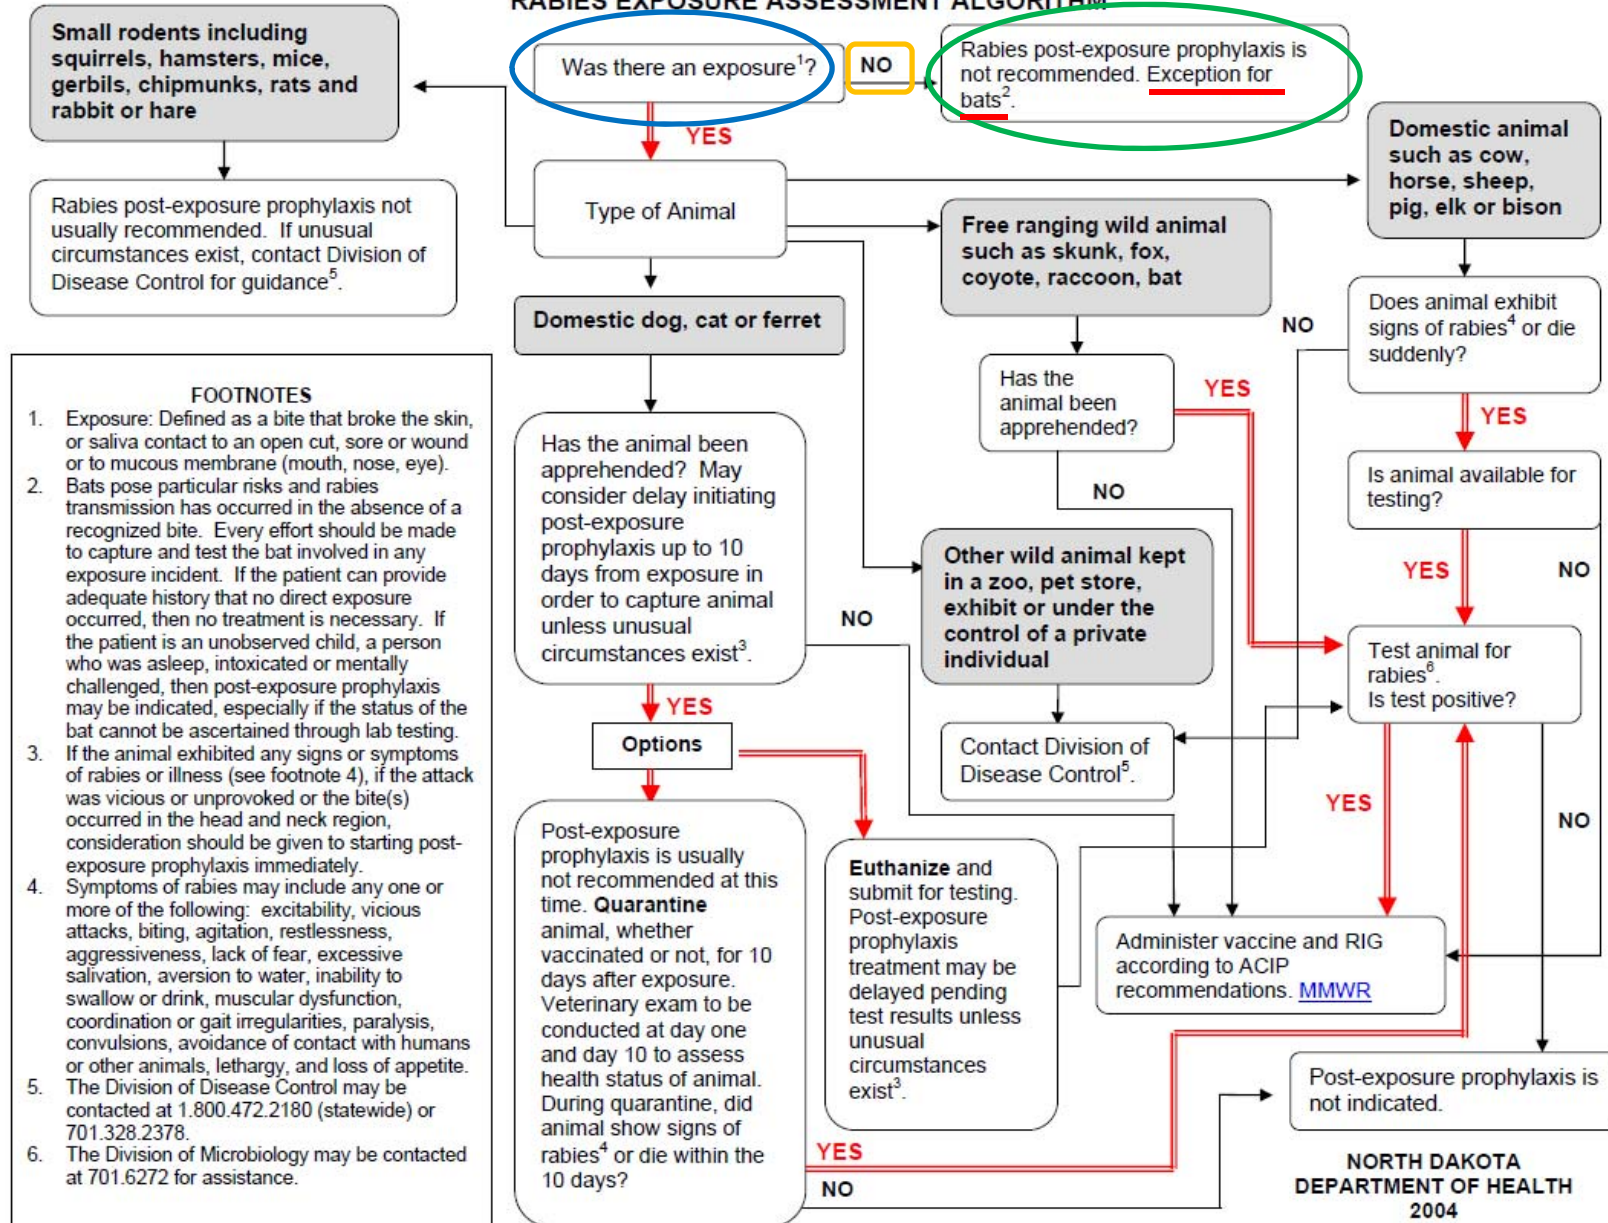 RABIES EXPOSURE ASSESSMENT ALGORITHM
Small rodents including
squirrels, hamsters, mice,
gerbils, chipmunks, rats and
rabbit or hare
Was there an exposure1?
NO
Rabies post-exposure prophylaxis is
not recommended. Exception for
bats2.
YES
Domestic animal
such as cow,
horse, sheep,
pig, elk or bison
Rabies post-exposure prophylaxis not
usually recommended. If unusual
circumstances exist, contact Division of
Disease Control for guidance5.
Type of Animal
Free ranging wild animal
such as skunk, fox,
coyote, raccoon, bat
Domestic dog, cat or ferret
Does animal exhibit
signs of rabies4 or die
suddenly?
NO
YES
Has the
animal been
apprehended?
YES
NO
Is animal available for
testing?
YES
NO
Has the animal been
apprehended? May
consider delay initiating
post-exposure
prophylaxis up to 10
days from exposure in
order to capture animal
unless unusual
circumstances exist3.
NO
YES
Other wild animal kept
in a zoo, pet store,
exhibit or under the
control of a private
individual
Test animal for
rabies6.
Is test positive?
Options
Contact Division of
Disease Control5.
YES
NO
Post-exposure
prophylaxis is usually
not recommended at this
time. Quarantine
animal, whether
vaccinated or not, for 10
days after exposure.
Veterinary exam to be
conducted at day one
and day 10 to assess
health status of animal.
During quarantine, did
animal show signs of
rabies4 or die within the
10 days?
YES
NO
Euthanize and
submit for testing.
Post-exposure
prophylaxis
treatment may be
delayed pending
test results unless
unusual
circumstances
exist3.
Administer vaccine and RIG
according to ACIP
recommendations. MMWR
Post-exposure prophylaxis is
not indicated.
FOOTNOTES
1. Exposure: Defined as a bite that broke the skin,
or saliva contact to an open cut, sore or wound
or to mucous membrane (mouth, nose, eye).
2. Bats pose particular risks and rabies
transmission has occurred in the absence of a
recognized bite. Every effort should be made
to capture and test the bat involved in any
exposure incident. If the patient can provide
adequate history that no direct exposure
occurred, then no treatment is necessary. If
the patient is an unobserved child, a person
who was asleep, intoxicated or mentally
challenged, then post-exposure prophylaxis
may be indicated, especially if the status of the
bat cannot be ascertained through lab testing.
3. If the animal exhibited any signs or symptoms
of rabies or illness (see footnote 4), if the attack
was vicious or unprovoked or the bite(s)
occurred in the head and neck region,
consideration should be given to starting post-
exposure prophylaxis immediately.
4. Symptoms of rabies may include any one or
more of the following: excitability, vicious
attacks, biting, agitation, restlessness,
aggressiveness, lack of fear, excessive
salivation, aversion to water, inability to
swallow or drink, muscular dysfunction,
coordination or gait irregularities, paralysis,
convulsions, avoidance of contact with humans
or other animals, lethargy, and loss of appetite.
5. The Division of Disease Control may be
contacted at 1.800.472.2180 (statewide) or
701.328.2378.
6. The Division of Microbiology may be contacted
at 701.6272 for assistance.
NORTH DAKOTA
DEPARTMENT OF HEALTH
2004